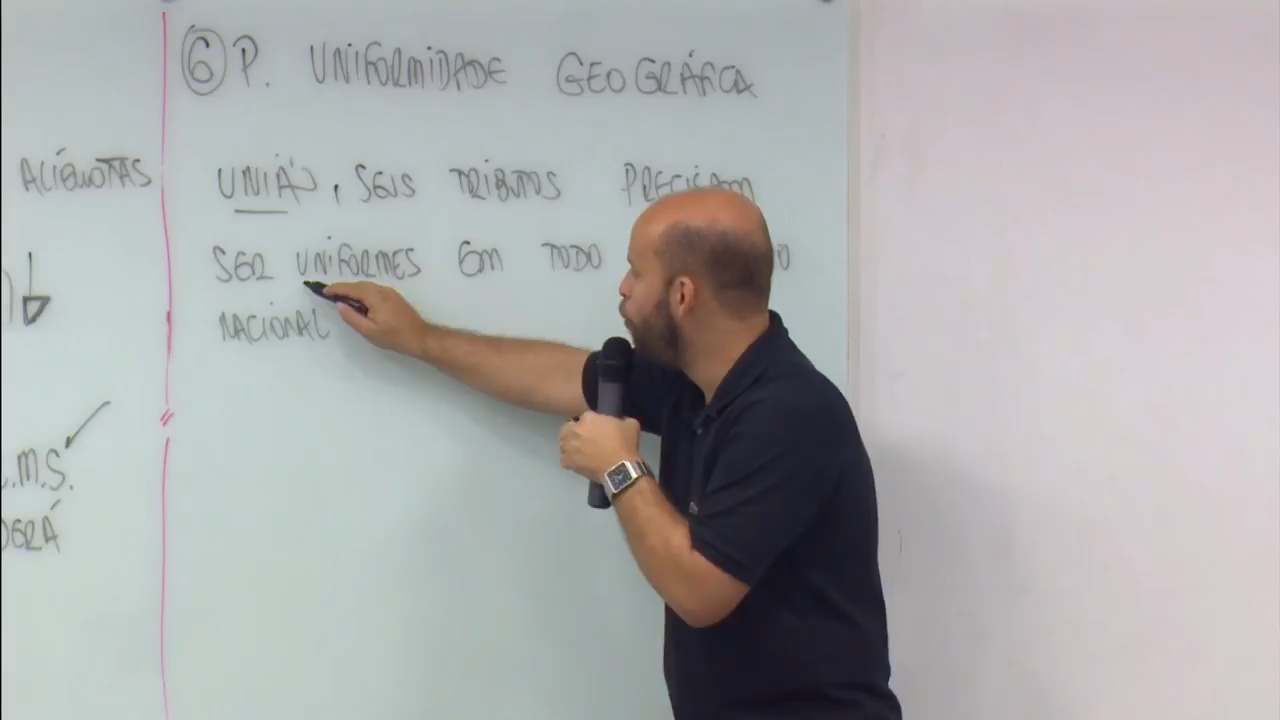 ALÍQUOTAS
.M.S.
DERÁ
6 P. UNIFORMIDADE GEOGRÁFICA
UNIÃO, SEUS TRIBUTOS PRECISAM
SER UNIFORMES EM TODO O
NACIONAL